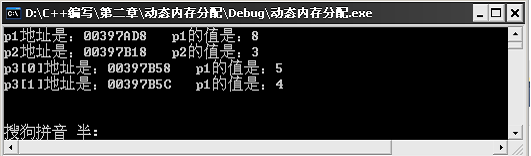 D:\C++编写\第二章\动态内存分配\Debug\动态内存分配.exe
p1地址是：00397AD8 p1的值是：8
p2地址是：00397B18 p1的值是：3
p3[0]地址是：00397B58 p1的值是：5
p3[1]地址是：00397B5C p1的值是：4
搜狗拼音 半: